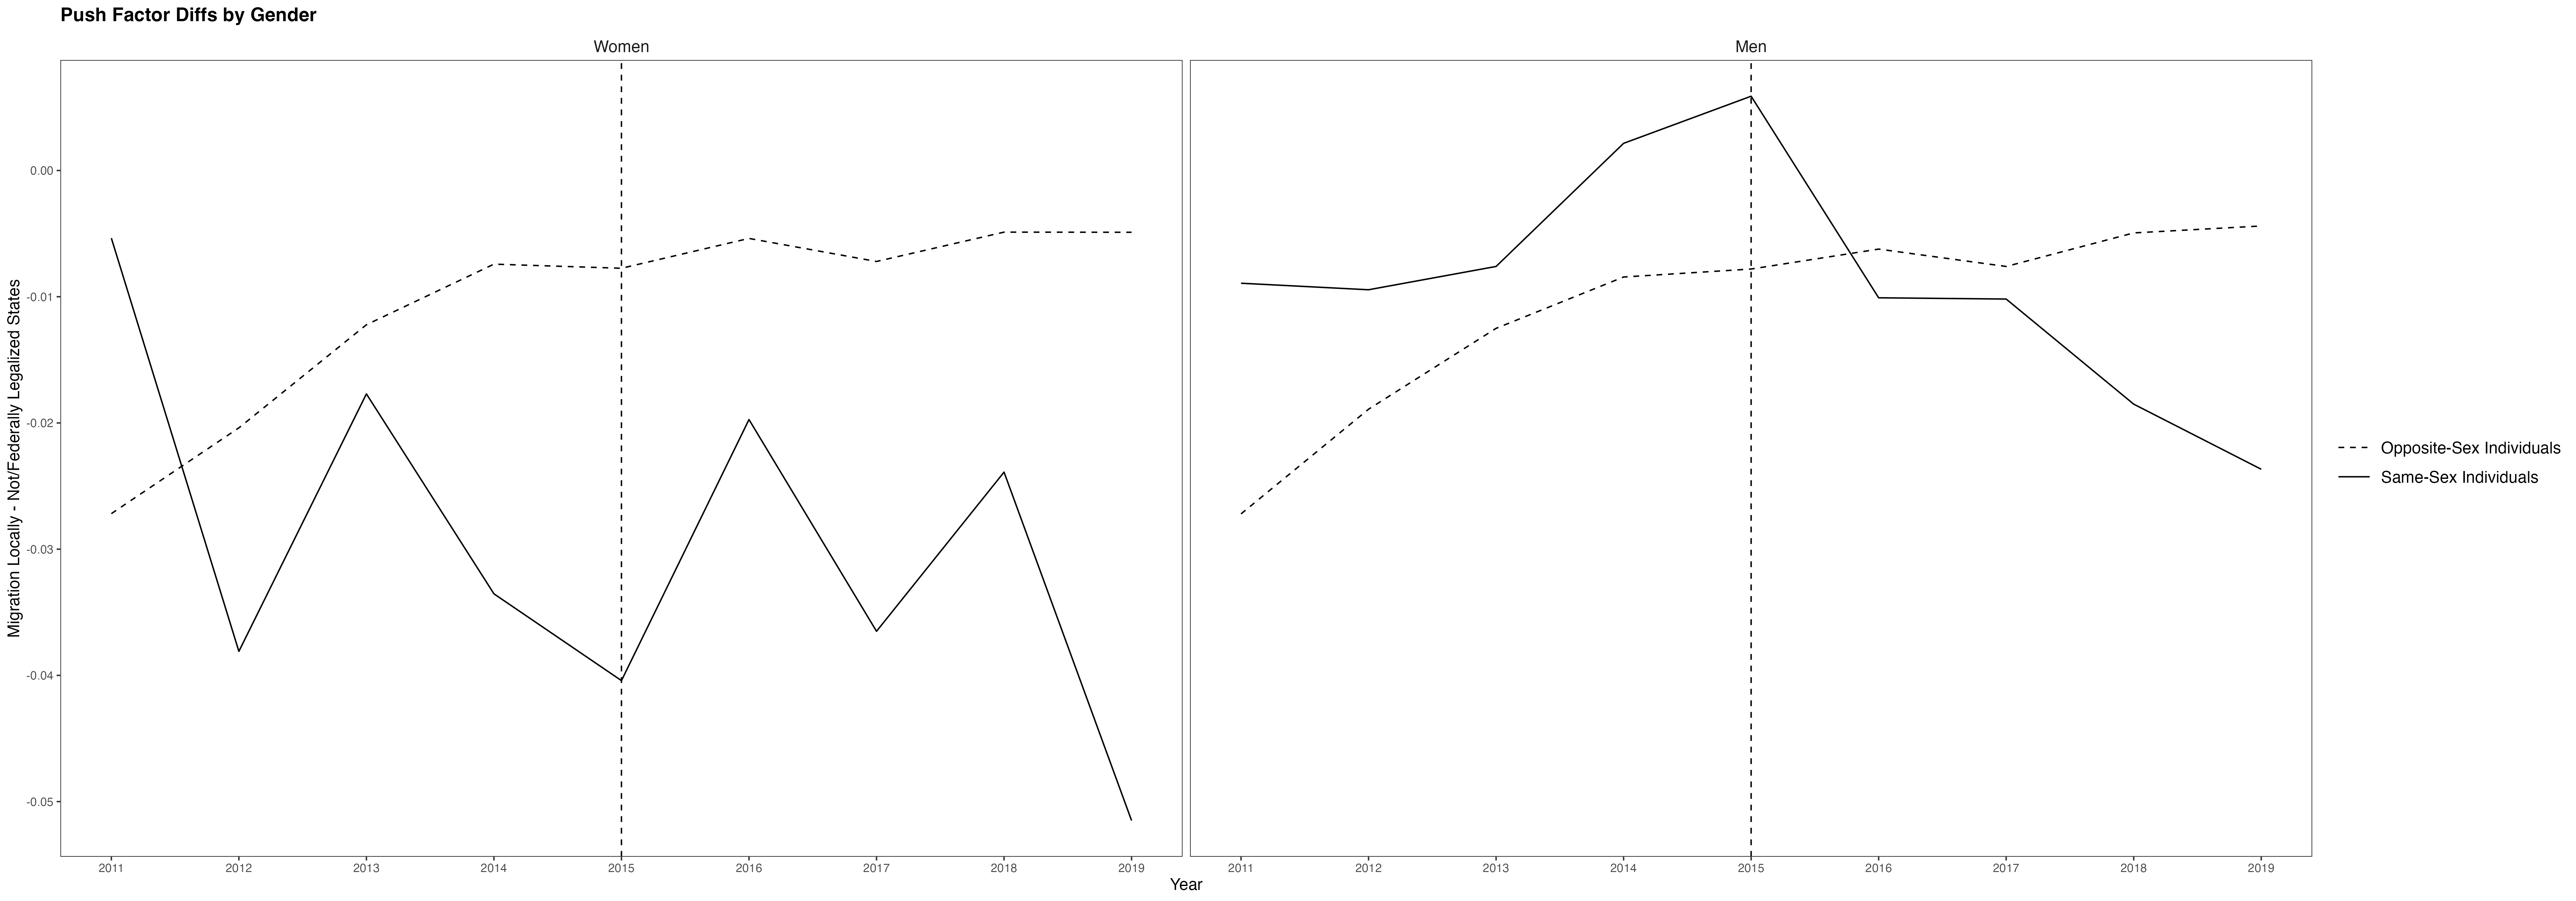 Push Factor Diffs by Gender
Women
Men
Migration Locally - Not/Federally Legalized States
0.00
-0.01
-0.02
-0.03
-0.04
-0.05
2011 2012 2013 2014 2015 2016 2017 2018 2019
2011 2012 2013 2014 2015 2016 2017 2018 2019
Year
Opposite-Sex Individuals
Same-Sex Individuals